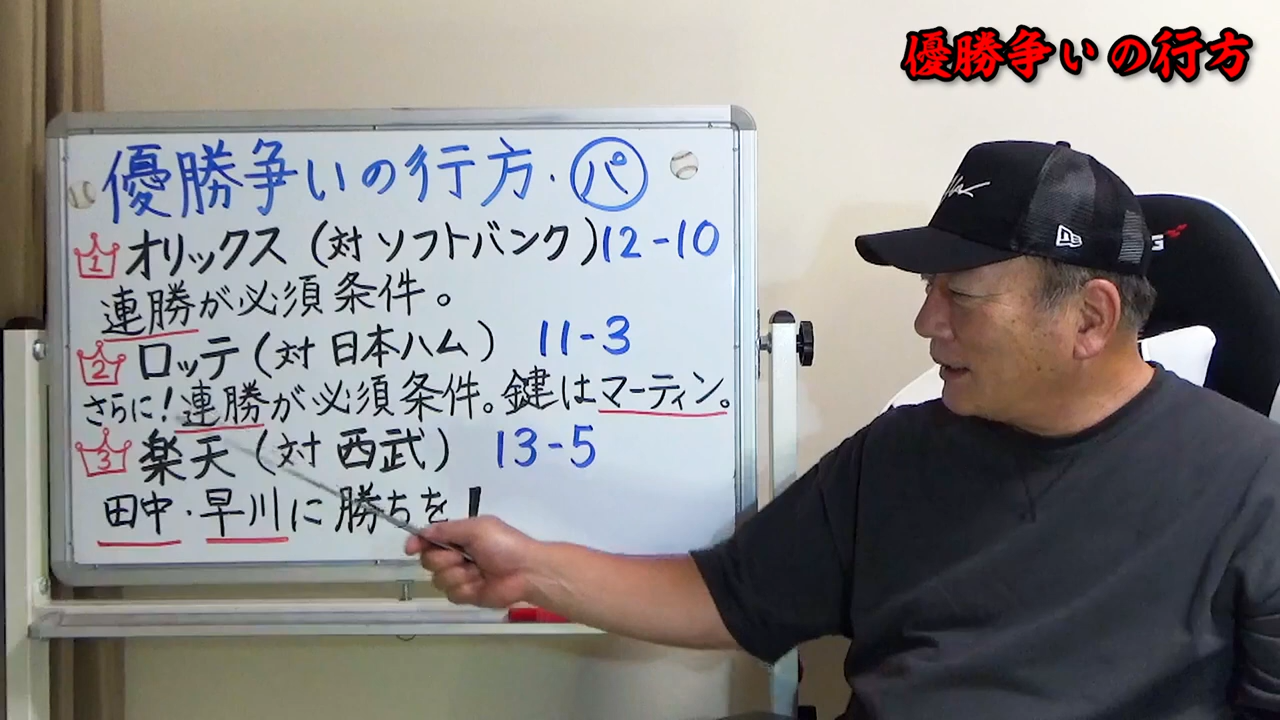 優勝争いの行方
優勝争いの行方・パ
1 オリックス(対 ソフトバンク)12-10
連勝が必須条件。
2 ロッテ(対 日本ハム) 11-3
さらに!連勝が必須条件。鍵はマーティン。
3 楽天(対 西武) 13-5
田中・早川に勝ちを!